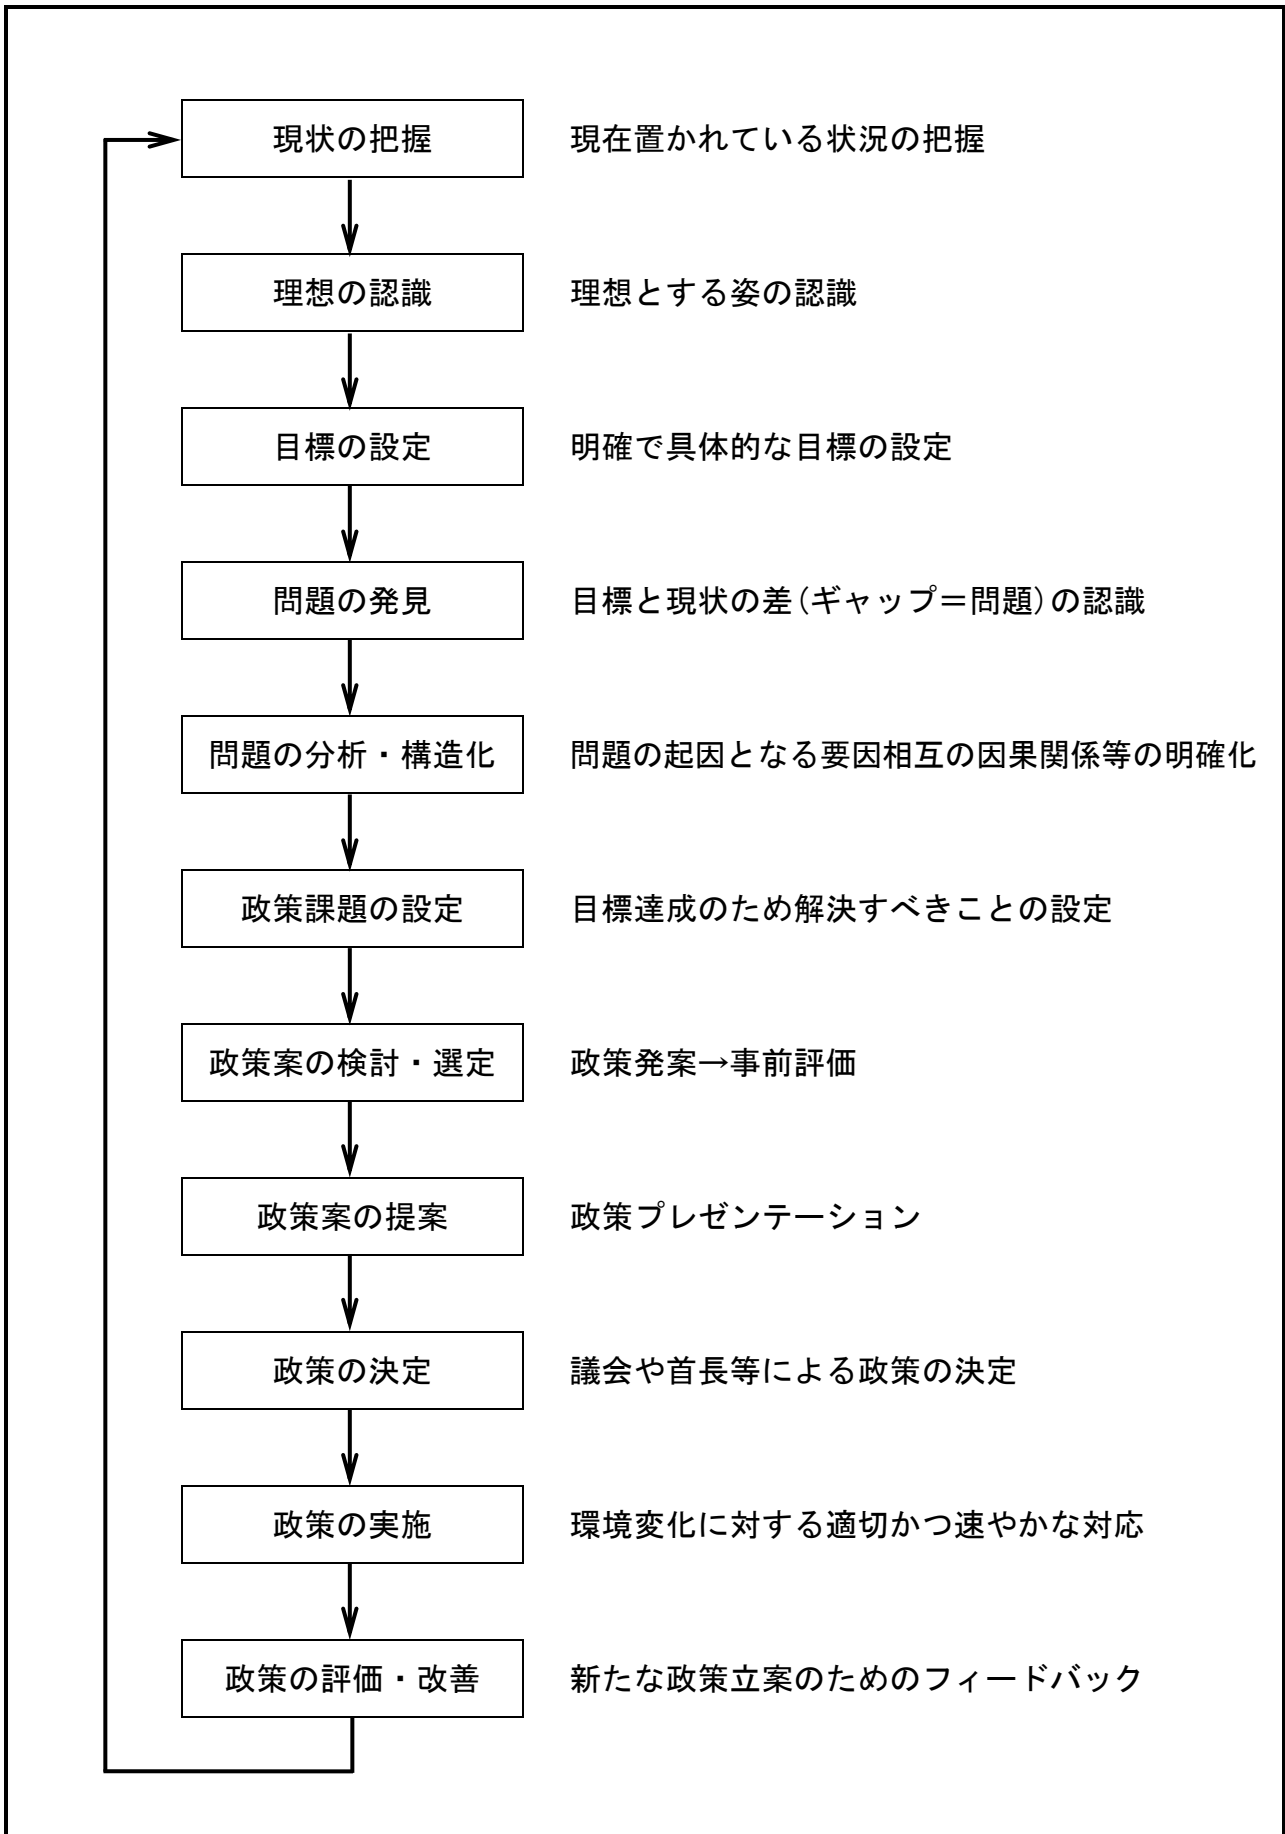 現状の把握 現在置かれている状況の把握
理想の認識 理想とする姿の認識
目標の設定 明確で具体的な目標の設定
問題の発見 目標と現状の差(ギャップ＝問題)の認識
問題の分析・構造化 問題の起因となる要因相互の因果関係等の明確化
政策課題の設定 目標達成のため解決すべきことの設定
政策案の検討・選定 政策発案→事前評価
政策案の提案 政策プレゼンテーション
政策の決定 議会や首長等による政策の決定
政策の実施 環境変化に対する適切かつ速やかな対応
政策の評価・改善 新たな政策立案のためのフィードバック